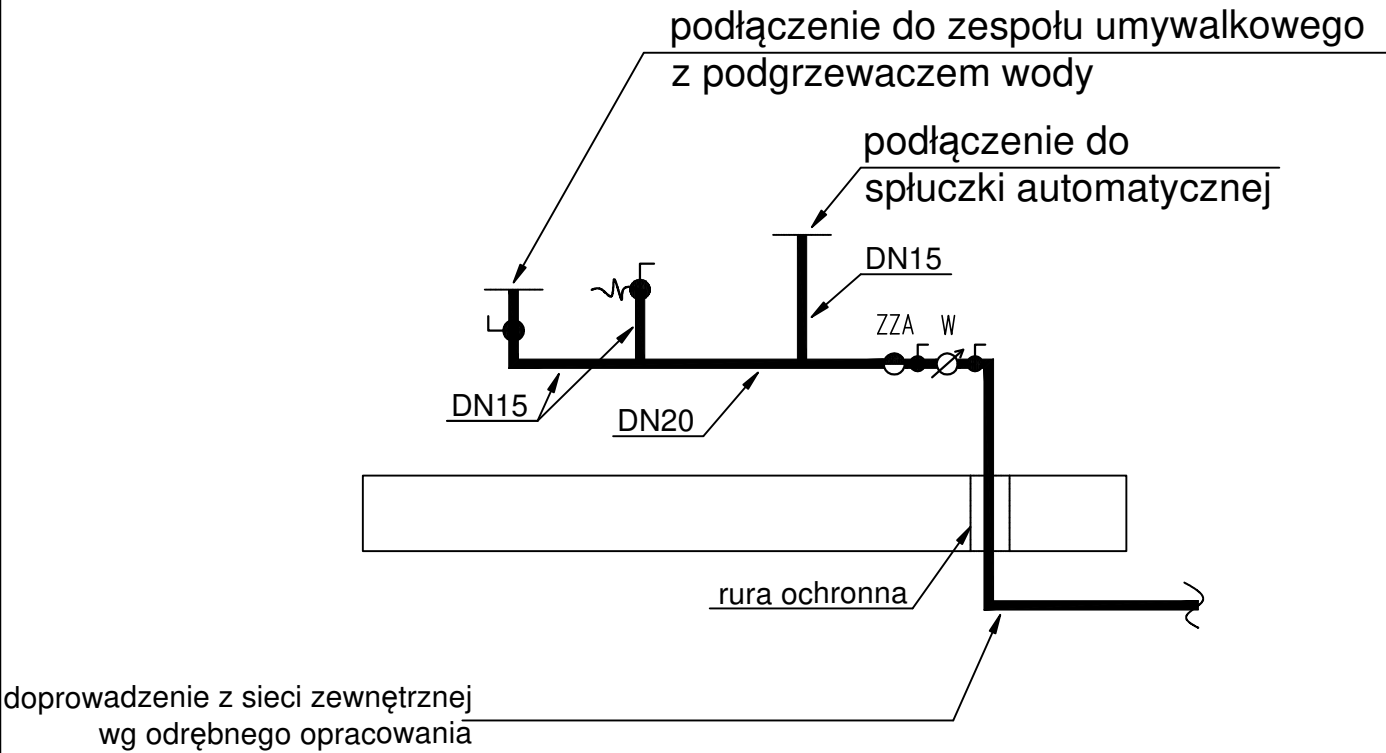 podłączenie do zespołu umywalkowego
z podgrzewaczem wody
podłączenie do
spłuczki automatycznej
DN15
ZZA W
DN15
DN20
rura ochronna
doprowadzenie z sieci zewnętrznej
wg odrębnego opracowania